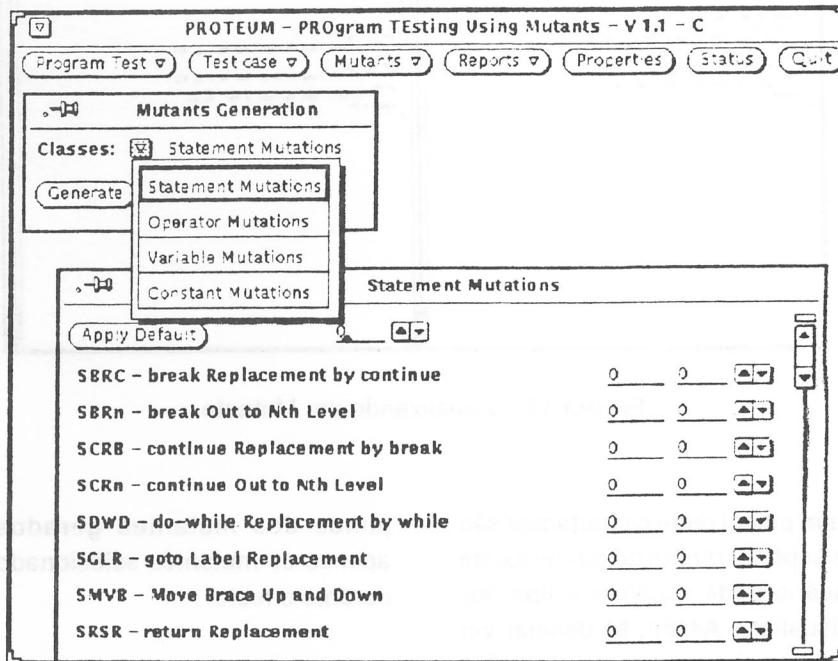 PROTEUM – PROgram TEsting Using Mutants – V 1.1 – C
Program Test Test case Mutants Reports Properties Status Quit
Mutants Generation
Classes: Statement Mutations
Generate
Statement Mutations
Operator Mutations
Variable Mutations
Constant Mutations
Statement Mutations
Apply Default 0
SBRC – break Replacement by continue 0 0
SBRn – break Out to Nth Level 0 0
SCRB – continue Replacement by break 0 0
SCRn – continue Out to Nth Level 0 0
SDWD – do-while Replacement by while 0 0
SGLR – goto Label Replacement 0 0
SMVB – Move Brace Up and Down 0 0
SRSR – return Replacement 0 0